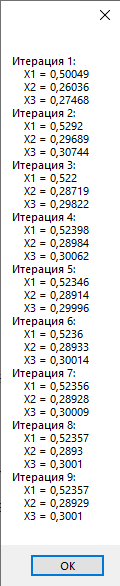 Итерация 1:
X1 = 0,50049
X2 = 0,26036
X3 = 0,27468
Итерация 2:
X1 = 0,5292
X2 = 0,29689
X3 = 0,30744
Итерация 3:
X1 = 0,522
X2 = 0,28719
X3 = 0,29822
Итерация 4:
X1 = 0,52398
X2 = 0,28984
X3 = 0,30062
Итерация 5:
X1 = 0,52346
X2 = 0,28914
X3 = 0,29996
Итерация 6:
X1 = 0,5236
X2 = 0,28933
X3 = 0,30014
Итерация 7:
X1 = 0,52356
X2 = 0,28928
X3 = 0,30009
Итерация 8:
X1 = 0,52357
X2 = 0,2893
X3 = 0,3001
Итерация 9:
X1 = 0,52357
X2 = 0,28929
X3 = 0,3001
OK